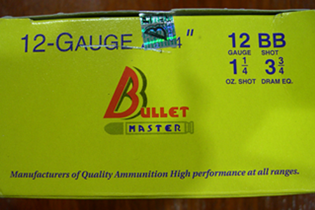 12-GAUGE 4"
12 BB
GAUGE SHOT
1 1/4 3 3/4
OZ. SHOT DRAM EQ.
BULLET
MASTER
Manufacturers of Quality Ammunition High performance at all ranges.